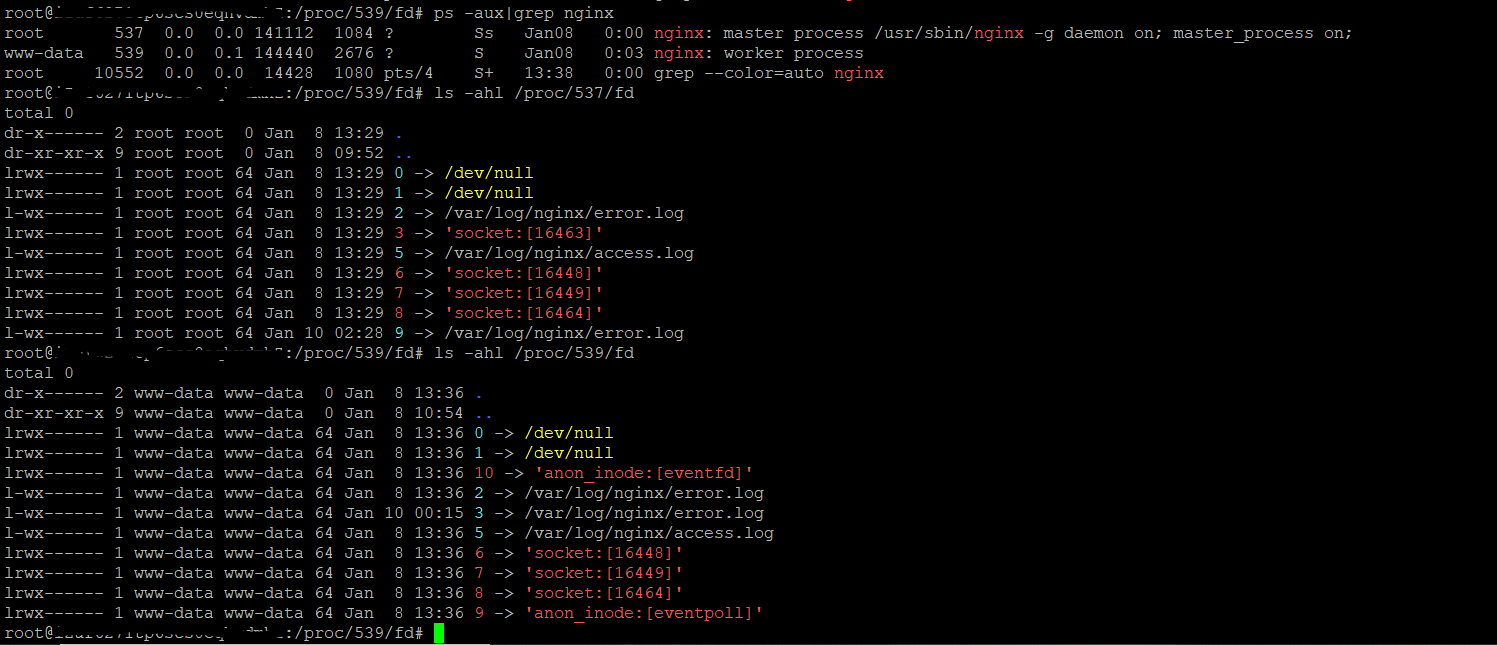 root@ :/proc/539/fd# ps -aux|grep nginx
root       537  0.0  0.0 141112  1084 ?        Ss   Jan08   0:00 nginx: master process /usr/sbin/nginx -g daemon on; master_process on;
www-data   539  0.0  0.1 144440  2676 ?        S    Jan08   0:03 nginx: worker process
root     10552  0.0  0.0  14428  1080 pts/4    S+   13:38   0:00 grep --color=auto nginx
root@ :/proc/539/fd# ls -ahl /proc/537/fd
total 0
dr-x------ 2 root root  0 Jan  8 13:29 .
dr-xr-xr-x 9 root root  0 Jan  8 09:52 ..
lrwx------ 1 root root 64 Jan  8 13:29 0 -> /dev/null
lrwx------ 1 root root 64 Jan  8 13:29 1 -> /dev/null
l-wx------ 1 root root 64 Jan  8 13:29 2 -> /var/log/nginx/error.log
lrwx------ 1 root root 64 Jan  8 13:29 3 -> 'socket:[16463]'
l-wx------ 1 root root 64 Jan  8 13:29 5 -> /var/log/nginx/access.log
lrwx------ 1 root root 64 Jan  8 13:29 6 -> 'socket:[16448]'
lrwx------ 1 root root 64 Jan  8 13:29 7 -> 'socket:[16449]'
lrwx------ 1 root root 64 Jan  8 13:29 8 -> 'socket:[16464]'
l-wx------ 1 root root 64 Jan 10 02:28 9 -> /var/log/nginx/error.log
root@ :/proc/539/fd# ls -ahl /proc/539/fd
total 0
dr-x------ 2 www-data www-data  0 Jan  8 13:36 .
dr-xr-xr-x 9 www-data www-data  0 Jan  8 10:54 ..
lrwx------ 1 www-data www-data 64 Jan  8 13:36 0 -> /dev/null
lrwx------ 1 www-data www-data 64 Jan  8 13:36 1 -> /dev/null
lrwx------ 1 www-data www-data 64 Jan  8 13:36 10 -> 'anon_inode:[eventfd]'
l-wx------ 1 www-data www-data 64 Jan  8 13:36 2 -> /var/log/nginx/error.log
l-wx------ 1 www-data www-data 64 Jan 10 00:15 3 -> /var/log/nginx/error.log
l-wx------ 1 www-data www-data 64 Jan  8 13:36 5 -> /var/log/nginx/access.log
lrwx------ 1 www-data www-data 64 Jan  8 13:36 6 -> 'socket:[16448]'
lrwx------ 1 www-data www-data 64 Jan  8 13:36 7 -> 'socket:[16449]'
lrwx------ 1 www-data www-data 64 Jan  8 13:36 8 -> 'socket:[16464]'
lrwx------ 1 www-data www-data 64 Jan  8 13:36 9 -> 'anon_inode:[eventpoll]'
root@ :/proc/539/fd#